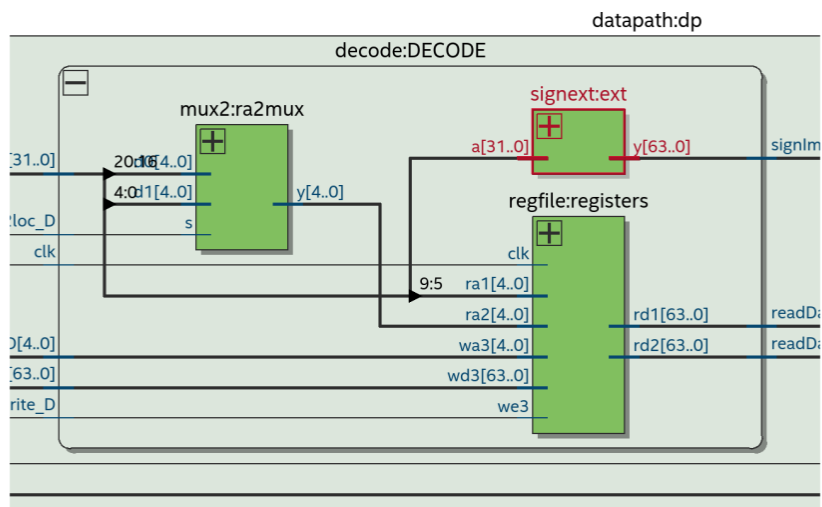 datapath:dp
decode:DECODE
signext:ext
mux2:ra2mux
a[31..0]
y[63..0]
signIm
[31..0]
20:16
d0[4..0]
4:0
d1[4..0]
y[4..0]
regfile:registers
2loc_D
s
clk
clk
9:5
ra1[4..0]
ra2[4..0]
rd1[63..0]
readDa
[4..0]
wa3[4..0]
rd2[63..0]
readDa
[63..0]
wd3[63..0]
rite_D
we3